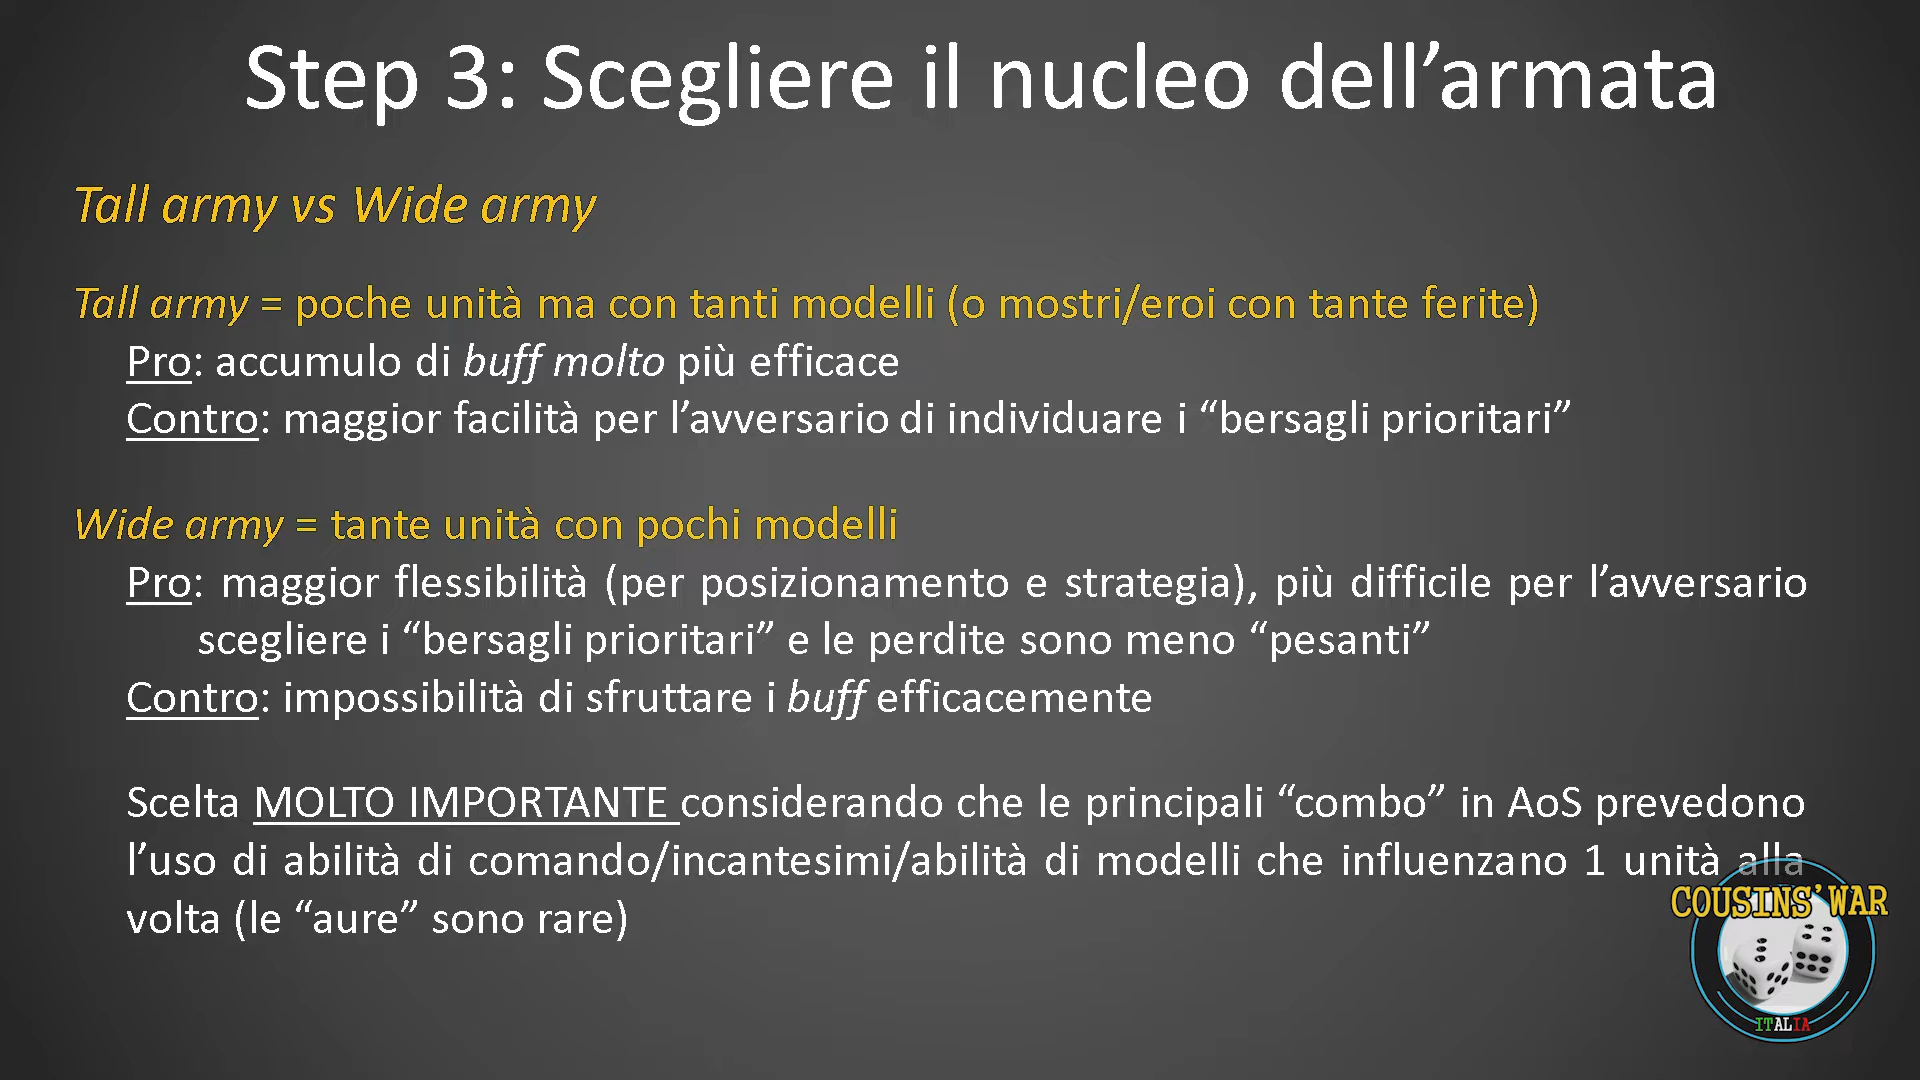 Step 3: Scegliere il nucleo dell’armata
Tall army vs Wide army
Tall army = poche unità ma con tanti modelli (o mostri/eroi con tante ferite)
Pro: accumulo di buff molto più efficace
Contro: maggior facilità per l’avversario di individuare i “bersagli prioritari”
Wide army = tante unità con pochi modelli
Pro: maggior flessibilità (per posizionamento e strategia), più difficile per l’avversario
scegliere i “bersagli prioritari” e le perdite sono meno “pesanti”
Contro: impossibilità di sfruttare i buff efficacemente
Scelta MOLTO IMPORTANTE considerando che le principali “combo” in AoS prevedono
l’uso di abilità di comando/incantesimi/abilità di modelli che influenzano 1 unità alla
volta (le “aure” sono rare)
COUSINS’ WAR
ITALIA